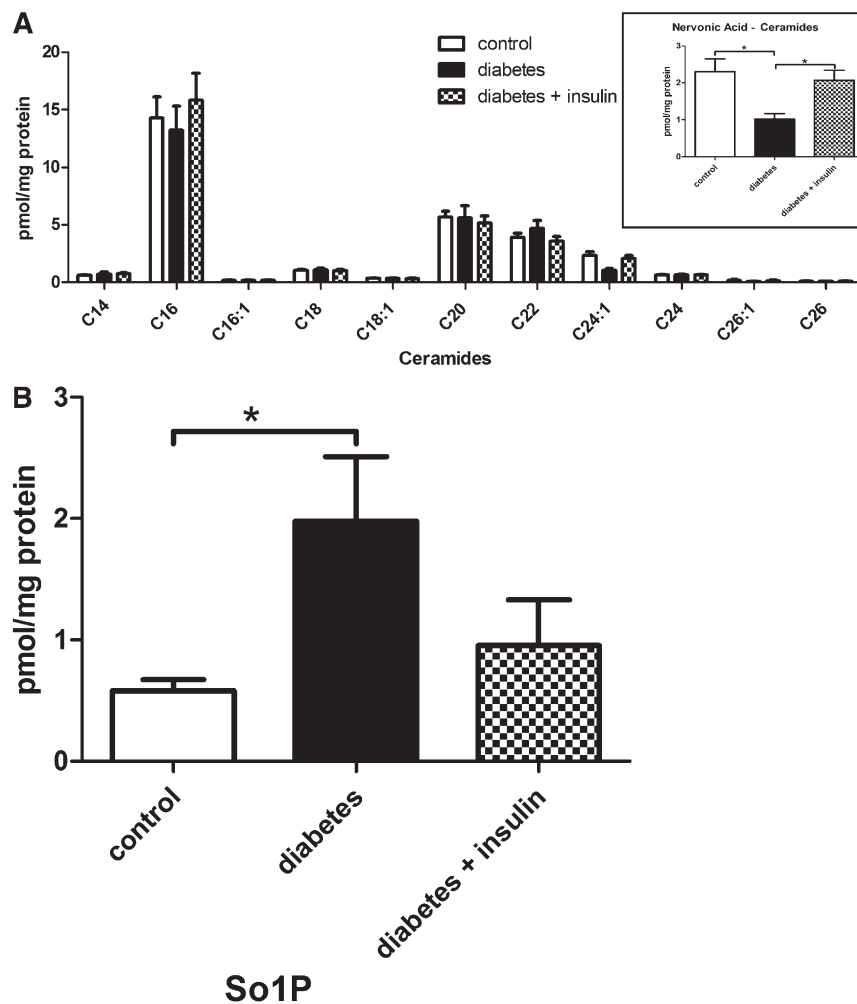 A
20
15
10
5
0
pmol/mg protein
control
diabetes
diabetes + insulin
C14
C16
C16:1
C18
C18:1
C20
C22
C24:1
C24
C26:1
C26
Ceramides
Nervonic Acid - Ceramides
3
2
1
0
pmol/mg protein
*
*
control
diabetes
diabetes + insulin
B
3
2
1
0
pmol/mg protein
*
control
diabetes
diabetes + insulin
So1P